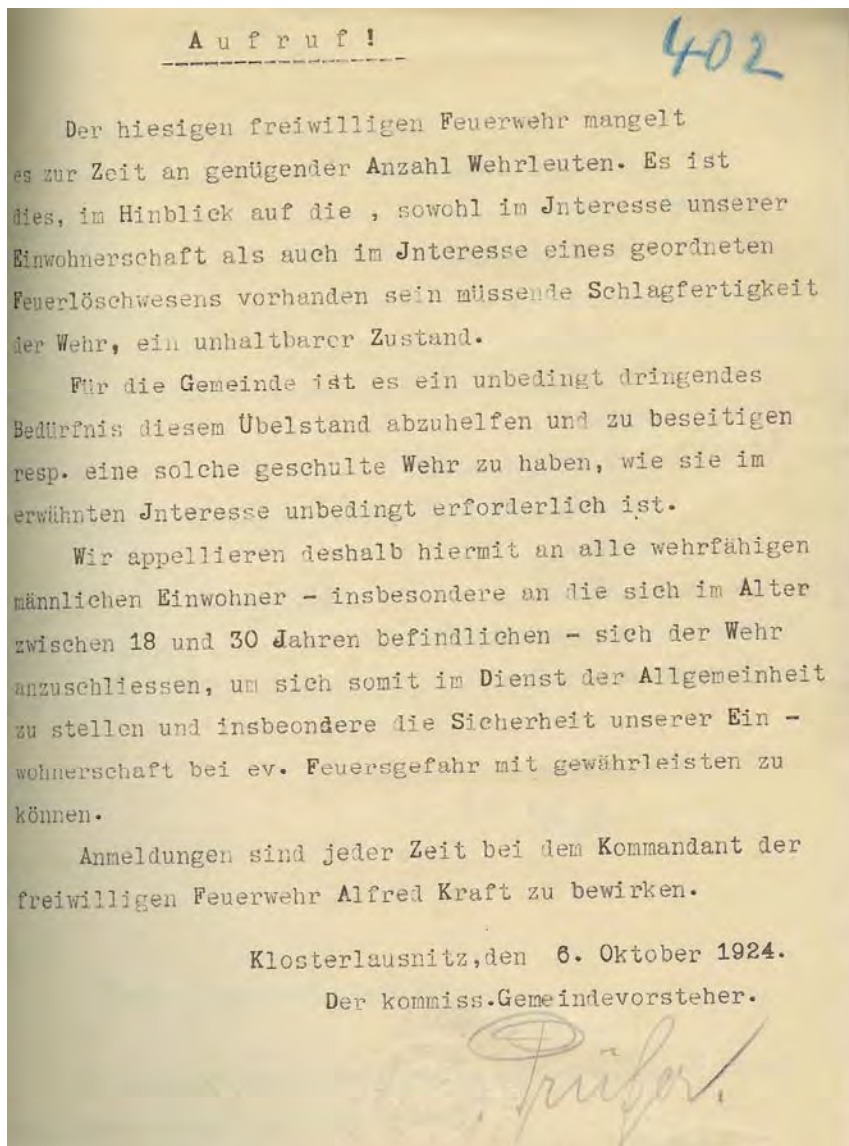 Aufruf!
402
Der hiesigen freiwilligen Feuerwehr mangelt
es zur Zeit an genügender Anzahl Wehrleuten. Es ist
dies, im Hinblick auf die , sowohl im Jnteresse unserer
Einwohnerschaft als auch im Jnteresse eines geordneten
Feuerlöschwesens vorhanden sein müssende Schlagfertigkeit
der Wehr, ein unhaltbarer Zustand.
Für die Gemeinde ist es ein unbedingt dringendes
Bedürfnis diesem Übelstand abzuhelfen und zu beseitigen
resp. eine solche geschulte Wehr zu haben, wie sie im
erwähnten Jnteresse unbedingt erforderlich ist.
Wir appellieren deshalb hiermit an alle wehrfähigen
männlichen Einwohner - insbesondere an die sich im Alter
zwischen 18 und 30 Jahren befindlichen - sich der Wehr
anzuschliessen, um sich somit im Dienst der Allgemeinheit
zu stellen und insbeondere die Sicherheit unserer Ein -
wohnerschaft bei ev. Feuersgefahr mit gewährleisten zu
können.
Anmeldungen sind jeder Zeit bei dem Kommandant der
freiwilligen Feuerwehr Alfred Kraft zu bewirken.
Klosterlausnitz,den 6. Oktober 1924.
Der kommiss.Gemeindevorsteher.
Prüfer.